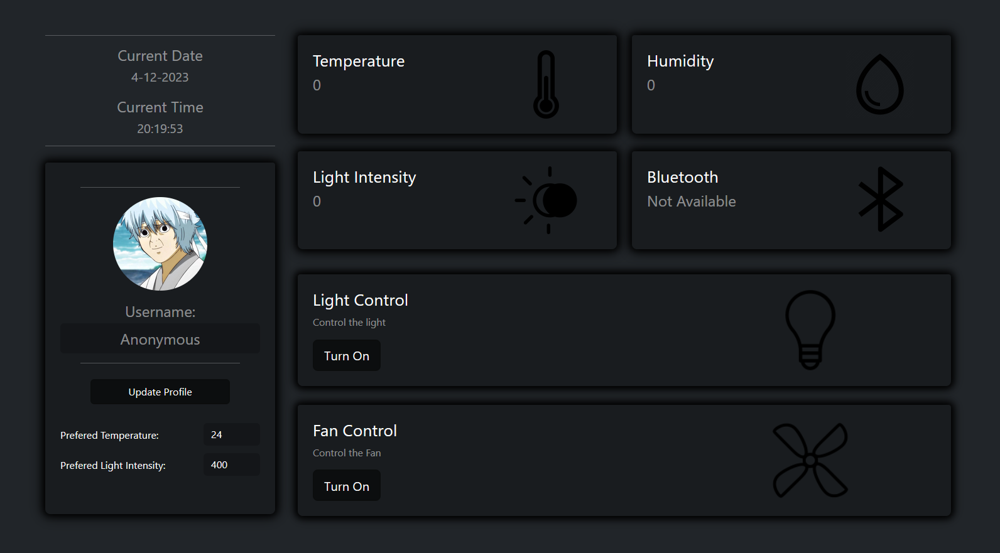 Current Date
4-12-2023
Current Time
20:19:53
Username:
Anonymous
Update Profile
Prefered Temperature: 24
Prefered Light Intensity: 400
Temperature
0
Humidity
0
Light Intensity
0
Bluetooth
Not Available
Light Control
Control the light
Turn On
Fan Control
Control the Fan
Turn On